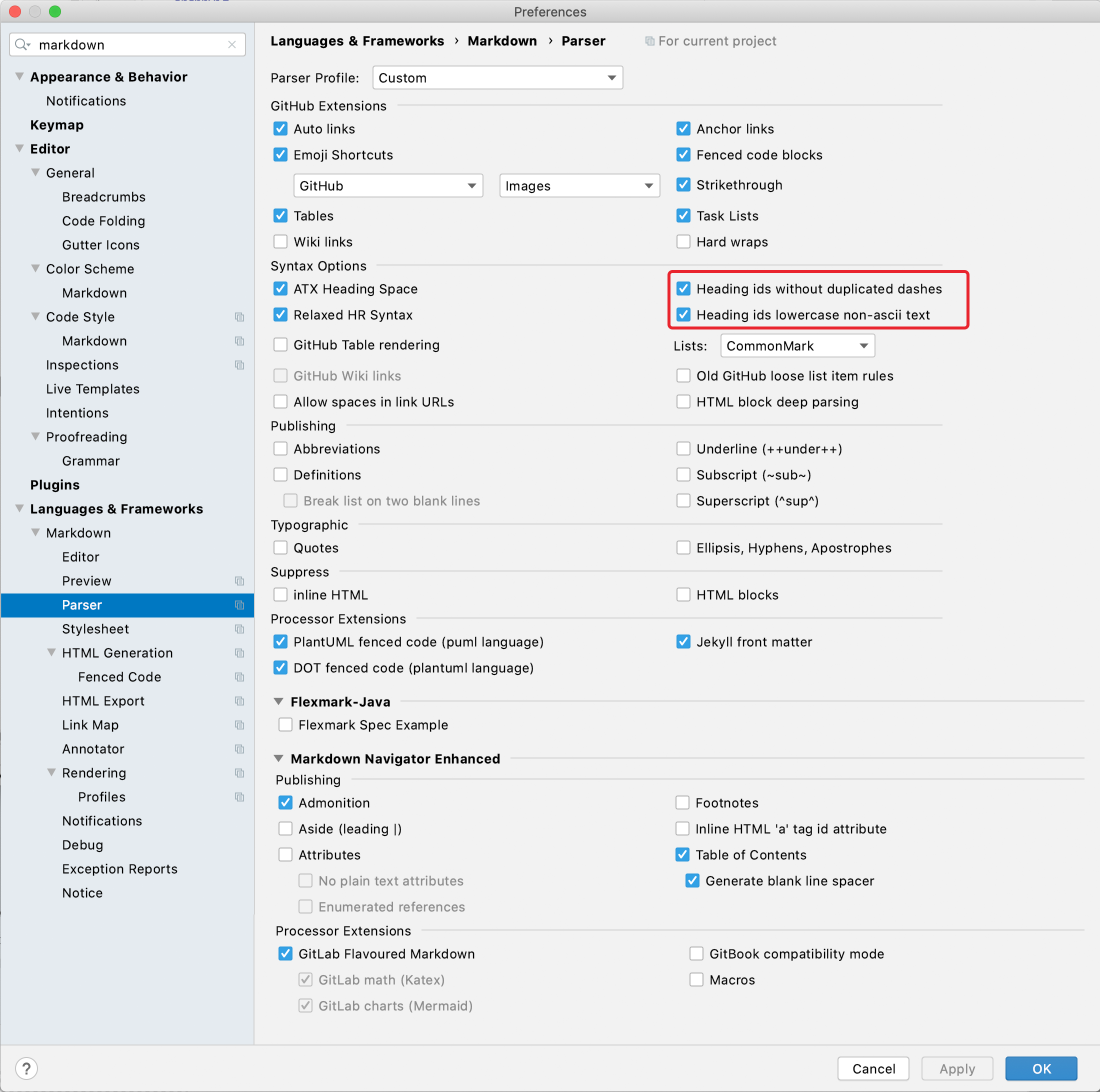 Preferences
markdown
Appearance & Behavior
Notifications
Keymap
Editor
General
Breadcrumbs
Code Folding
Gutter Icons
Color Scheme
Markdown
Code Style
Markdown
Inspections
Live Templates
Intentions
Proofreading
Grammar
Plugins
Languages & Frameworks
Markdown
Editor
Preview
Parser
Stylesheet
HTML Generation
Fenced Code
HTML Export
Link Map
Annotator
Rendering
Profiles
Notifications
Debug
Exception Reports
Notice
Languages & Frameworks › Markdown › Parser For current project
Parser Profile: Custom
GitHub Extensions
Auto links Anchor links
Emoji Shortcuts Fenced code blocks
GitHub Images Strikethrough
Tables Task Lists
Wiki links Hard wraps
Syntax Options
ATX Heading Space Heading ids without duplicated dashes
Relaxed HR Syntax Heading ids lowercase non-ascii text
GitHub Table rendering Lists: CommonMark
GitHub Wiki links Old GitHub loose list item rules
Allow spaces in link URLs HTML block deep parsing
Publishing
Abbreviations Underline (++under++)
Definitions Subscript (~sub~)
Break list on two blank lines Superscript (^sup^)
Typographic
Quotes Ellipsis, Hyphens, Apostrophes
Suppress
inline HTML HTML blocks
Processor Extensions
PlantUML fenced code (puml language) Jekyll front matter
DOT fenced code (plantuml language)
Flexmark-Java
Flexmark Spec Example
Markdown Navigator Enhanced
Publishing
Admonition Footnotes
Aside (leading |) Inline HTML 'a' tag id attribute
Attributes Table of Contents
No plain text attributes Generate blank line spacer
Enumerated references
Processor Extensions
GitLab Flavoured Markdown GitBook compatibility mode
GitLab math (Katex) Macros
GitLab charts (Mermaid)
? Cancel Apply OK